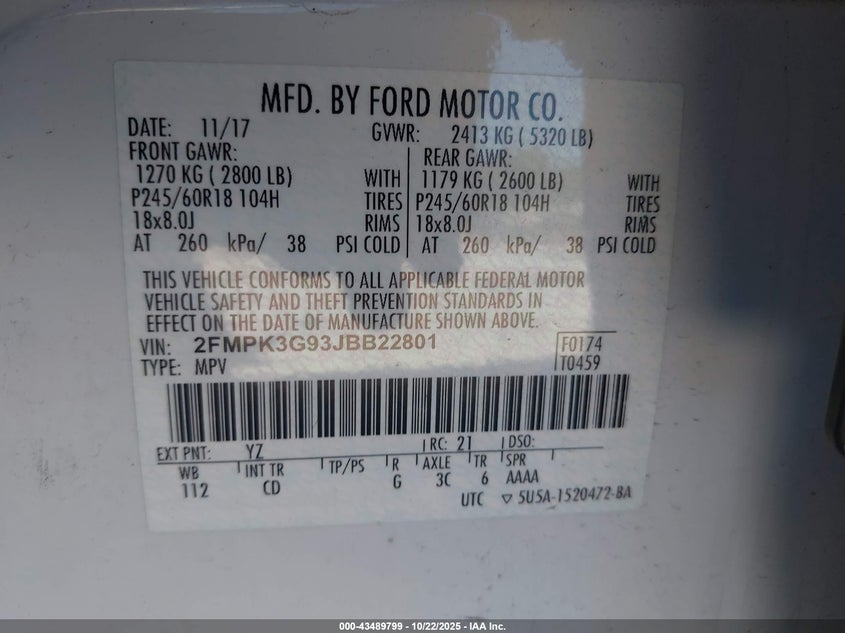 MFD. BY FORD MOTOR CO.
DATE: 11/17 GVWR: 2413 KG ( 5320 LB)
FRONT GAWR: REAR GAWR:
1270 KG ( 2800 LB) WITH 1179 KG ( 2600 LB) WITH
P245/60R18 104H TIRES P245/60R18 104H TIRES
18x8.0J RIMS 18x8.0J RIMS
AT 260 kPa/ 38 PSI COLD AT 260 kPa/ 38 PSI COLD
THIS VEHICLE CONFORMS TO ALL APPLICABLE FEDERAL MOTOR
VEHICLE SAFETY AND THEFT PREVENTION STANDARDS IN
EFFECT ON THE DATE OF MANUFACTURE SHOWN ABOVE.
VIN: 2FMPK3G93JBB22801 F0174
TYPE: MPV T0459
EXT PNT: YZ RC: 21 DSO:
WB INT TR TP/PS R AXLE TR SPR
112 CD G 3C 6 AAAA
UTC ▽ 5U5A-1520472-BA
000-43489799 - 10/22/2025 - IAA Inc.